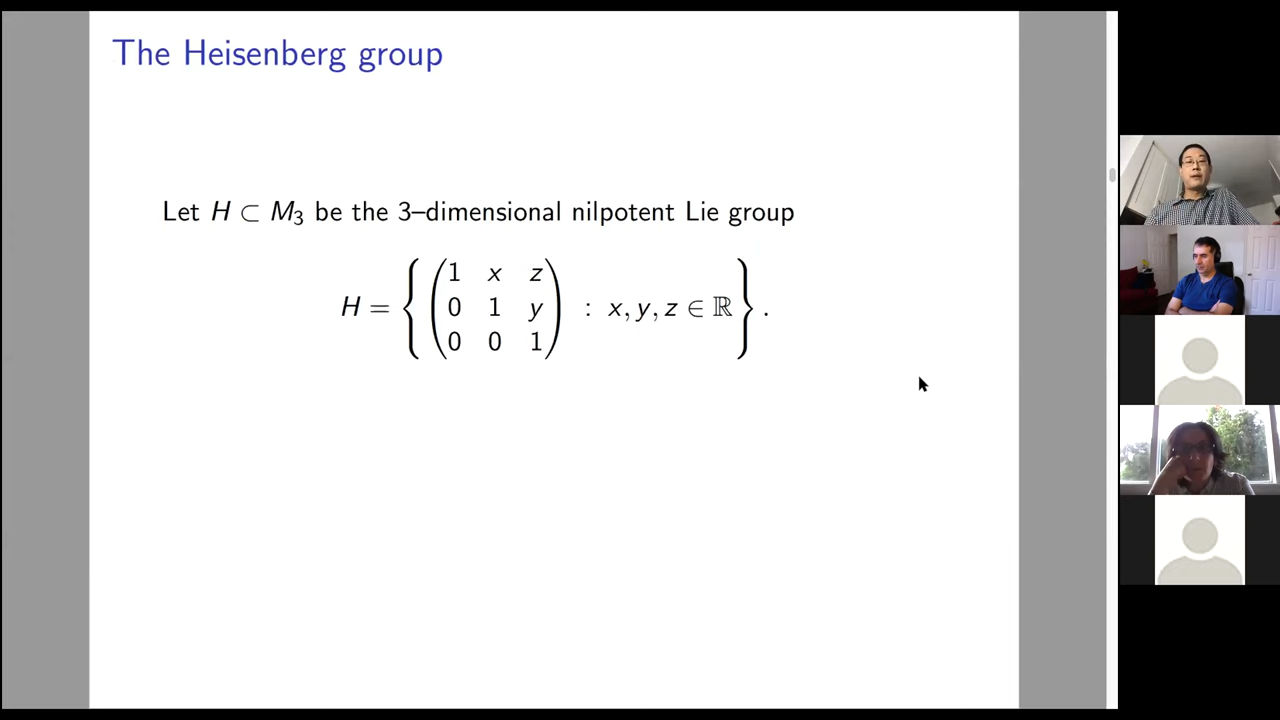 The Heisenberg group
Let H ⊂ M₃ be the 3–dimensional nilpotent Lie group
H = { ( 1 x z
0 1 y
0 0 1 ) : x, y, z ∈ ℝ } .